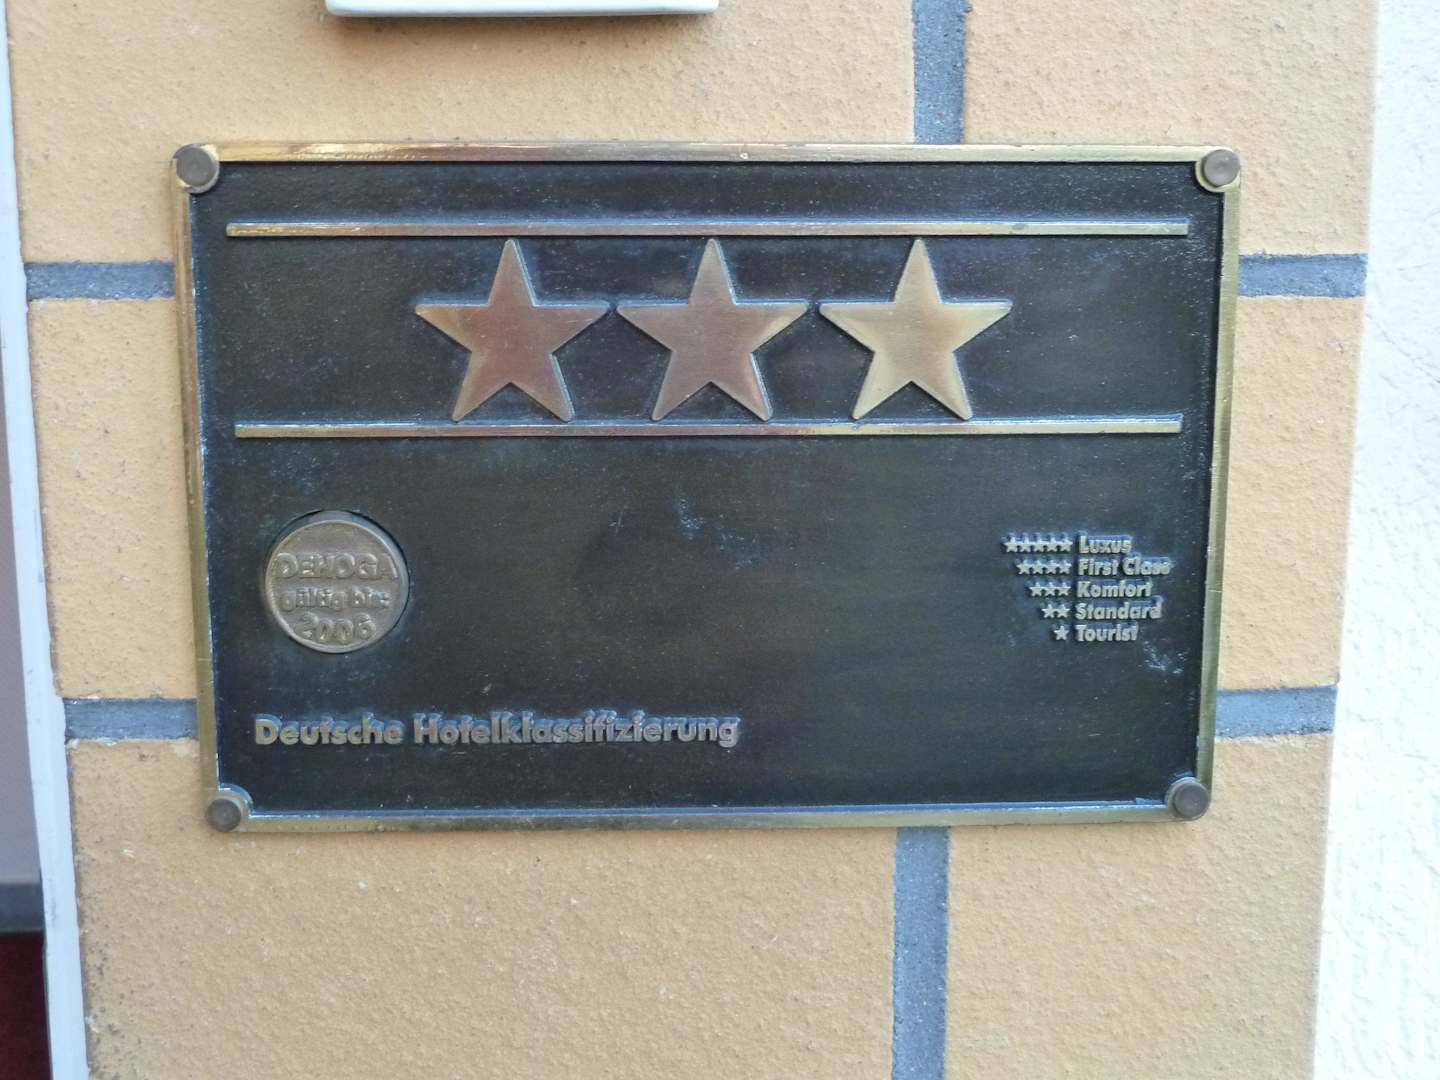 DEHOGA
gültig bis
2006
★★★★★ Luxus
★★★★ First Class
★★★ Komfort
★★ Standard
★ Tourist
Deutsche Hotelklassifizierung